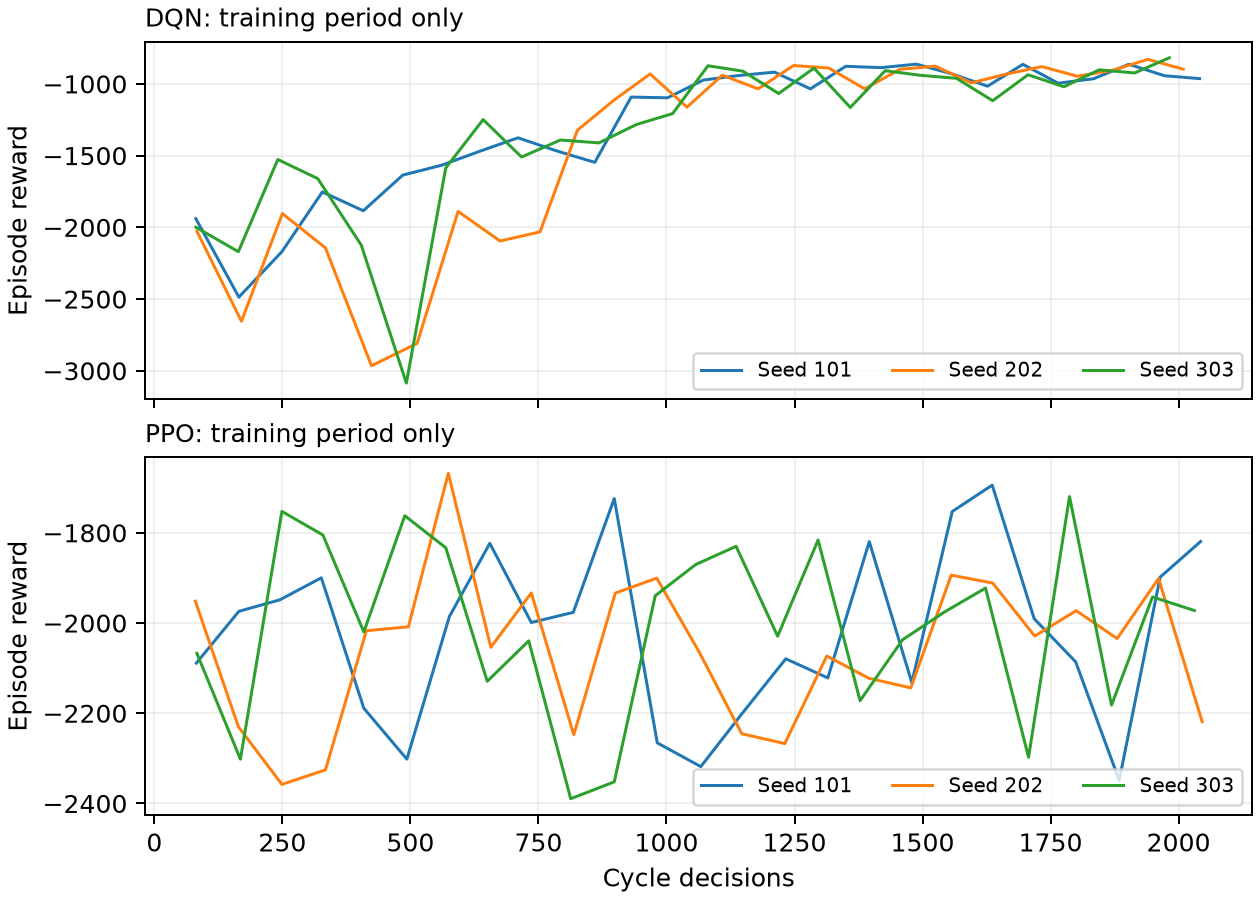 DQN: training period only
Episode reward
−1000
−1500
−2000
−2500
−3000
Seed 101 Seed 202 Seed 303
PPO: training period only
Episode reward
−1800
−2000
−2200
−2400
Seed 101 Seed 202 Seed 303
0 250 500 750 1000 1250 1500 1750 2000
Cycle decisions